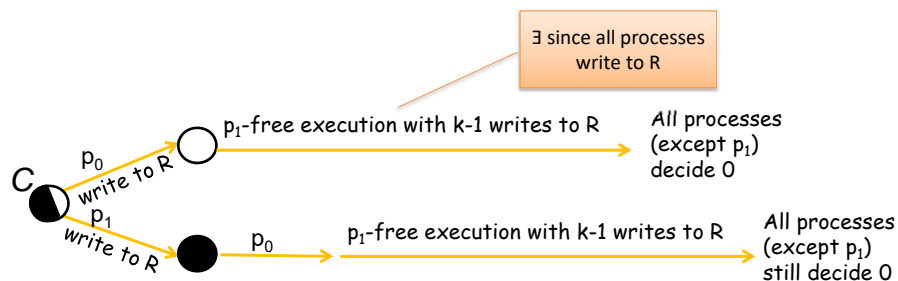 ∃ since all processes
write to R
p₁-free execution with k-1 writes to R
All processes
(except p₁)
decide 0
p₀
write to R
C
p₁
write to R
p₀
p₁-free execution with k-1 writes to R
All processes
(except p₁)
still decide 0